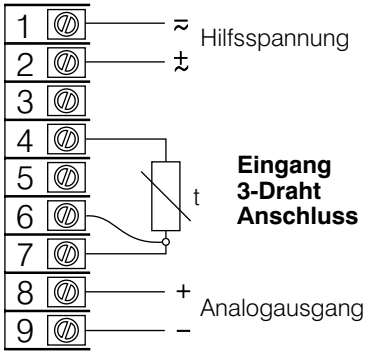 1
2
3
4
5
6
7
8
9
Hilfsspannung
t
Eingang
3-Draht
Anschluss
+
Analogausgang
−